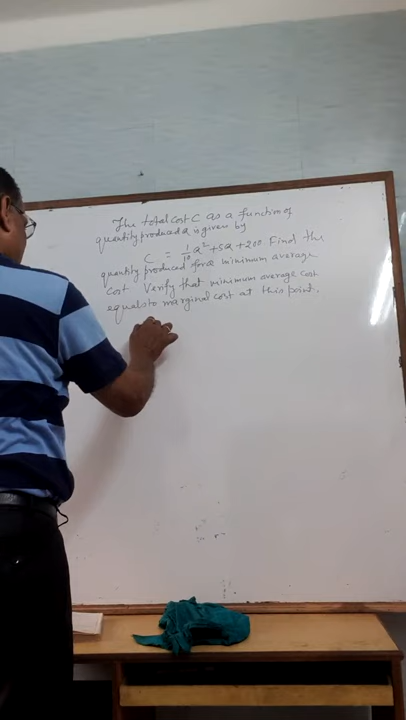 The total cost C as a function of
quantity produced Q is given by
C = 1/10 Q² + 5Q + 200. Find the
quantity produced for a minimum average
cost Verify that minimum average cost
equals to marginal cost at this point.